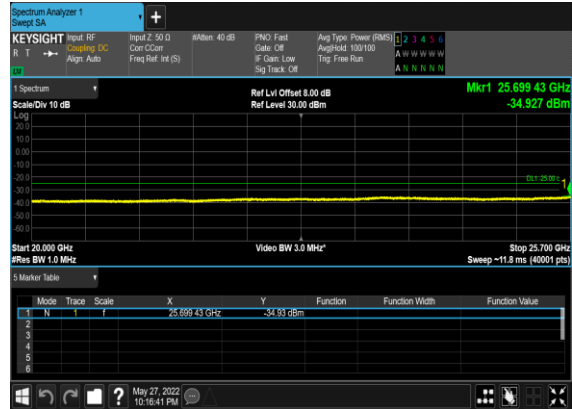 Spectrum Analyzer 1
Swept SA
+
KEYSIGHT Input: RF Input Z: 50 Ω #Atten: 40 dB PNO: Fast Avg Type: Power (RMS) 1 2 3 4 5 6
R T Coupling: DC Corr CCorr Gate: Off Avg|Hold: 100/100 A W W W W W
Align: Auto Freq Ref: Int (S) IF Gain: Low Trig: Free Run
Sig Track: Off A N N N N N
1 Spectrum Ref Lvl Offset 8.00 dB Mkr1 25.699 43 GHz
Scale/Div 10 dB Ref Level 30.00 dBm -34.927 dBm
Log
20.0
10.0
0.00
-10.0
-20.0
DL1 -25.00
1
-30.0
-40.0
-50.0
-60.0
Start 20.000 GHz Video BW 3.0 MHz* Stop 25.700 GHz
#Res BW 1.0 MHz Sweep ~11.8 ms (40001 pts)
5 Marker Table
Mode Trace Scale X Y Function Function Width Function Value
1 N 1 f 25.699 43 GHz -34.93 dBm
2
3
4
5
6
? May 27, 2022
10:16:41 PM